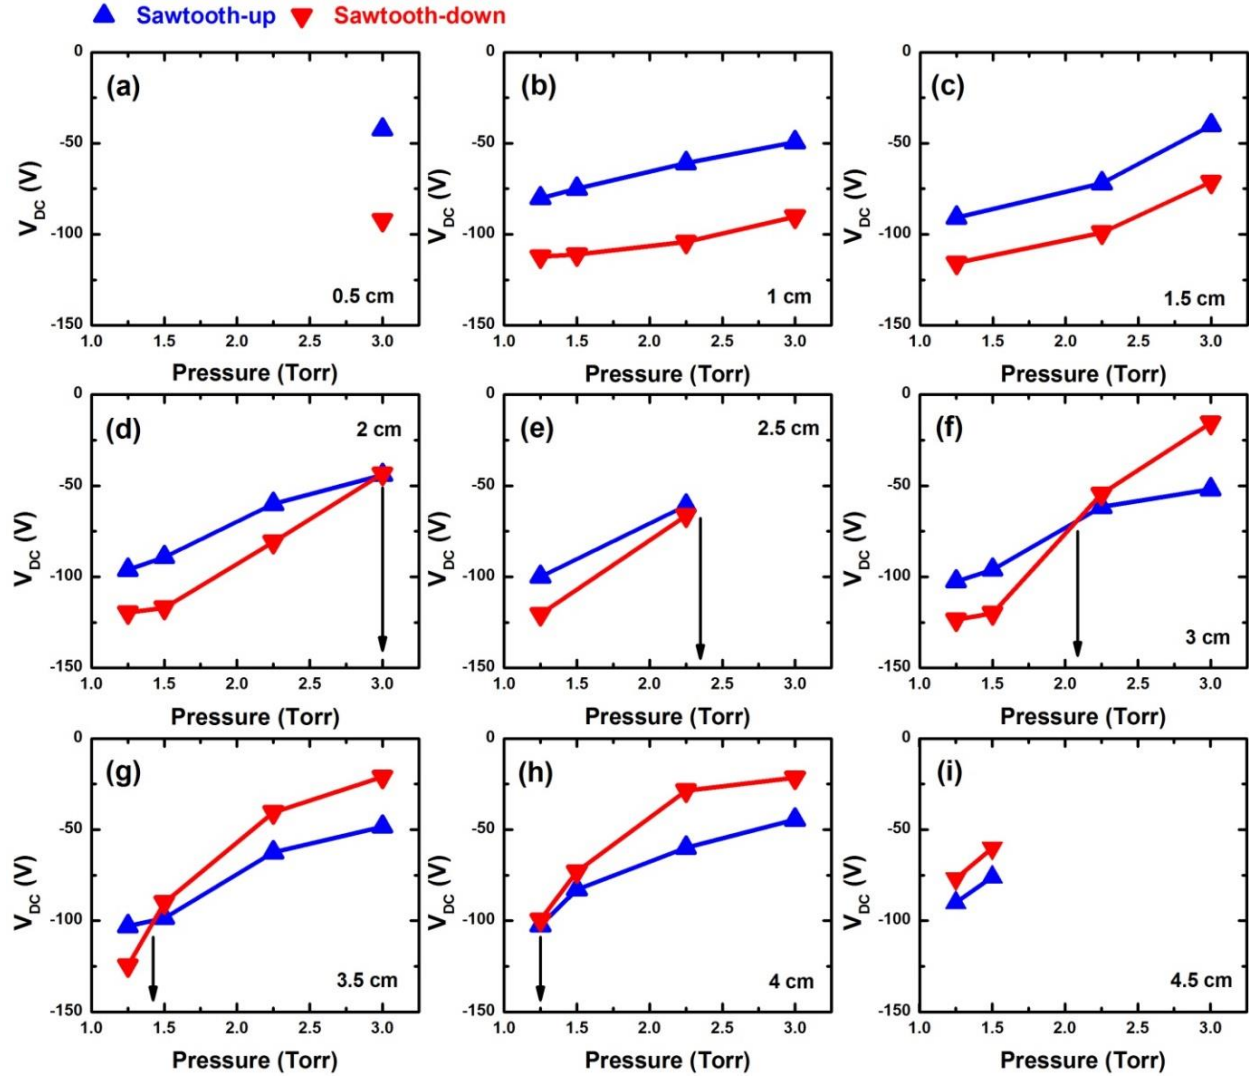 Sawtooth-up Sawtooth-down
(a)
0
-50
-100
-150
V_DC (V)
1.0 1.5 2.0 2.5 3.0
Pressure (Torr)
0.5 cm
(b)
0
-50
-100
-150
V_DC (V)
1.0 1.5 2.0 2.5 3.0
Pressure (Torr)
1 cm
(c)
0
-50
-100
-150
V_DC (V)
1.0 1.5 2.0 2.5 3.0
Pressure (Torr)
1.5 cm
(d)
2 cm
0
-50
-100
-150
V_DC (V)
1.0 1.5 2.0 2.5 3.0
Pressure (Torr)
(e)
2.5 cm
0
-50
-100
-150
V_DC (V)
1.0 1.5 2.0 2.5 3.0
Pressure (Torr)
(f)
0
-50
-100
-150
V_DC (V)
3 cm
1.0 1.5 2.0 2.5 3.0
Pressure (Torr)
(g)
0
-50
-100
-150
V_DC (V)
3.5 cm
1.0 1.5 2.0 2.5 3.0
Pressure (Torr)
(h)
0
-50
-100
-150
V_DC (V)
4 cm
1.0 1.5 2.0 2.5 3.0
Pressure (Torr)
(i)
0
-50
-100
-150
V_DC (V)
4.5 cm
1.0 1.5 2.0 2.5 3.0
Pressure (Torr)